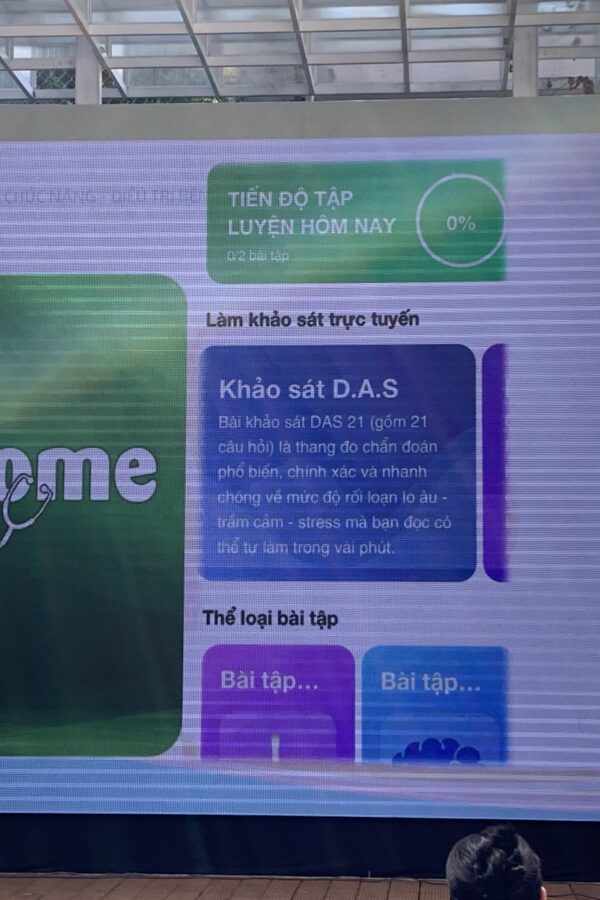 CHỨC NĂNG - ĐIỀU TRỊ
TIẾN ĐỘ TẬP
LUYỆN HÔM NAY
0%
0/2 bài tập
Làm khảo sát trực tuyến
ome
Khảo sát D.A.S
Bài khảo sát DAS 21 (gồm 21
câu hỏi) là thang đo chẩn đoán
phổ biến, chính xác và nhanh
chóng về mức độ rối loạn lo âu -
trầm cảm - stress mà bạn đọc có
thể tự làm trong vài phút.
Thể loại bài tập
Bài tập...
Bài tập...